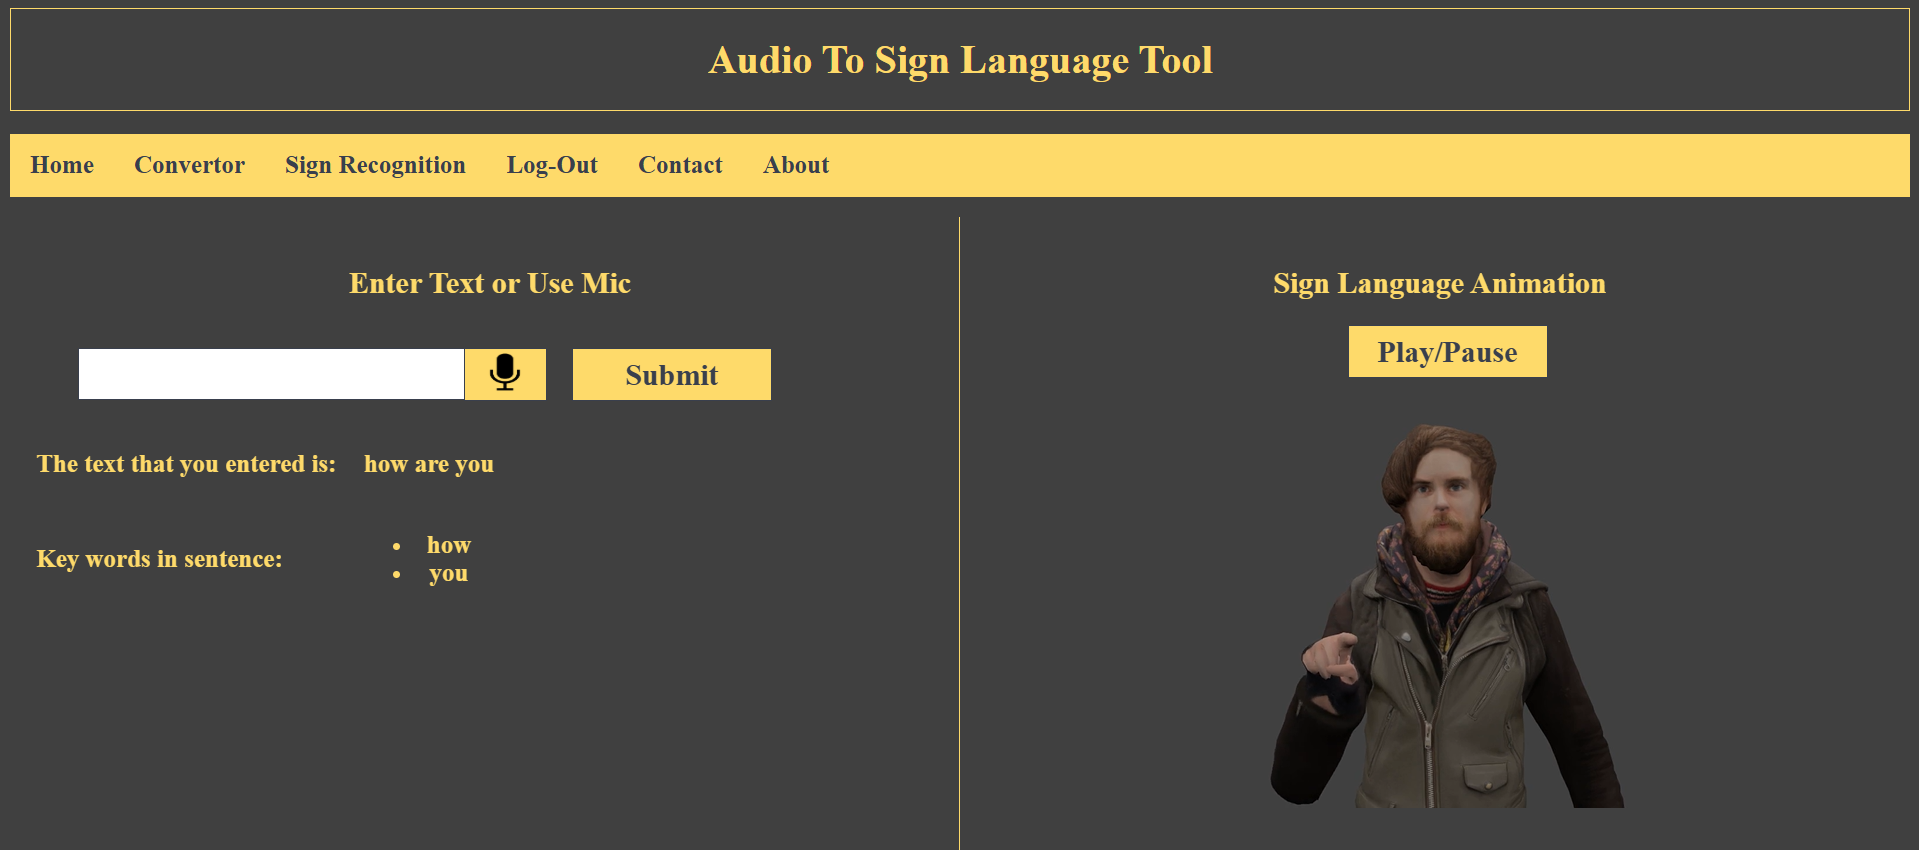 Audio To Sign Language Tool
Home Convertor Sign Recognition Log-Out Contact About
Enter Text or Use Mic
Submit
The text that you entered is: how are you
Key words in sentence:
• how
• you
Sign Language Animation
Play/Pause